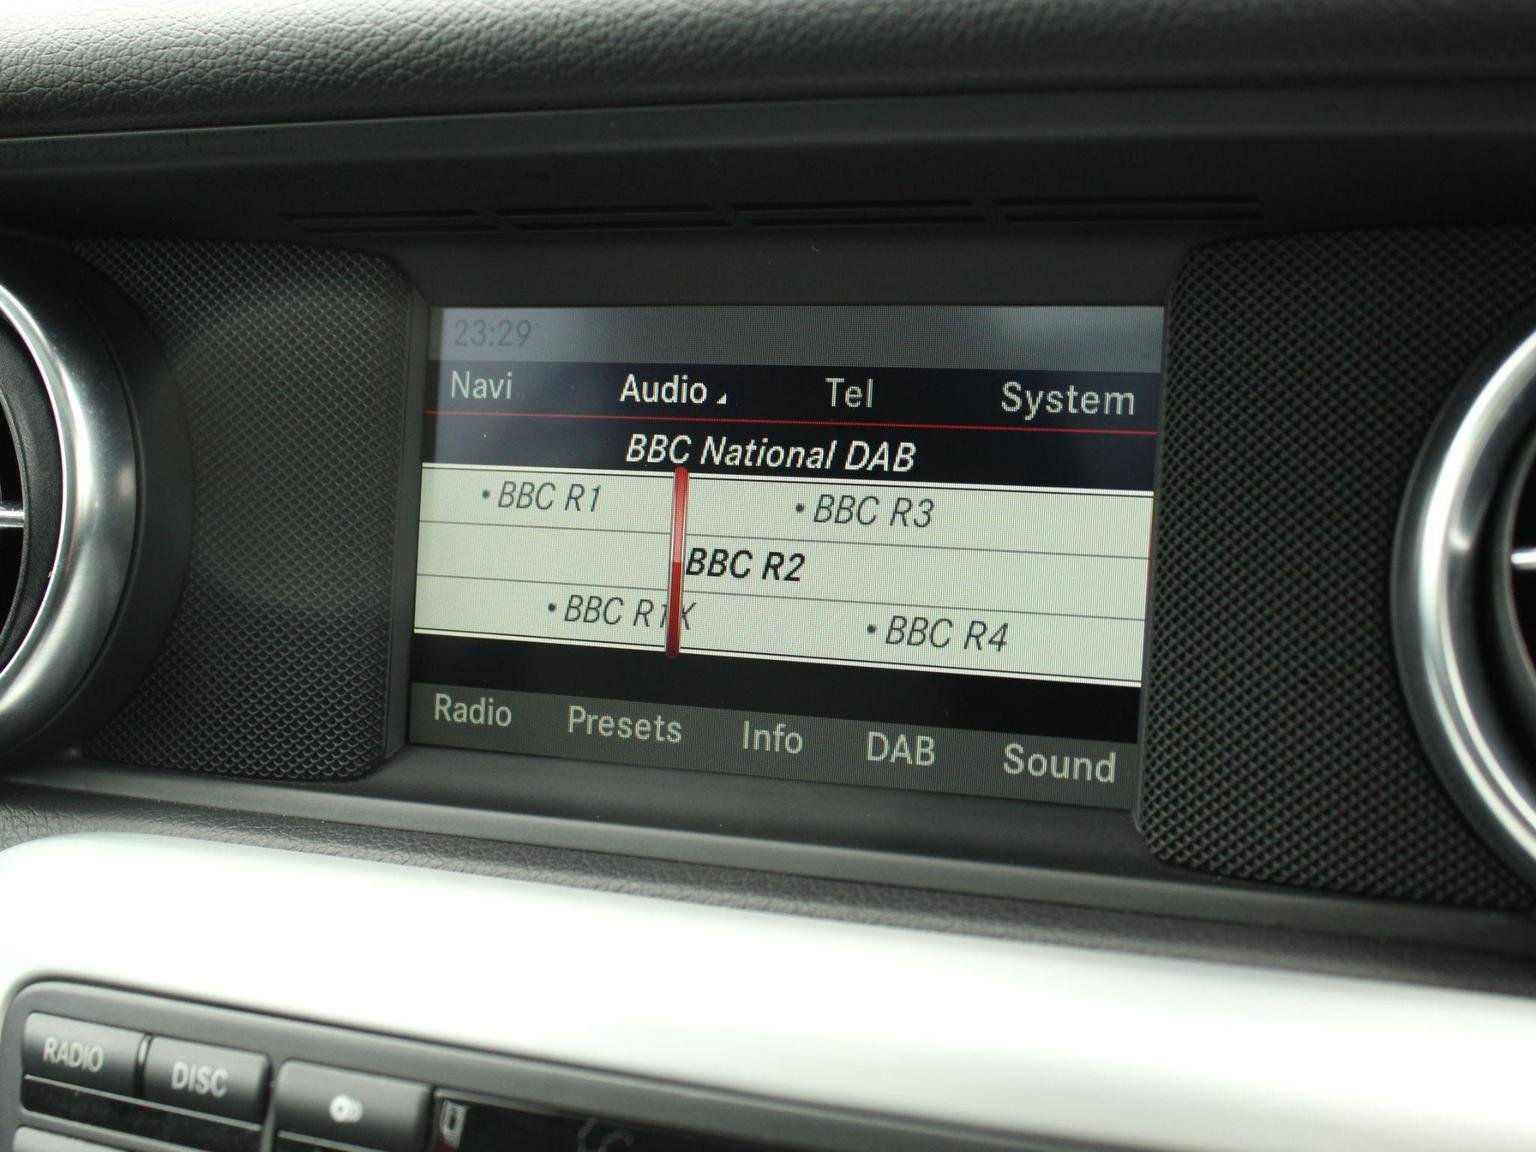 23:29
Navi Audio Tel System
BBC National DAB
• BBC R1 • BBC R3
BBC R2
• BBC R1X • BBC R4
Radio Presets Info DAB Sound
RADIO DISC